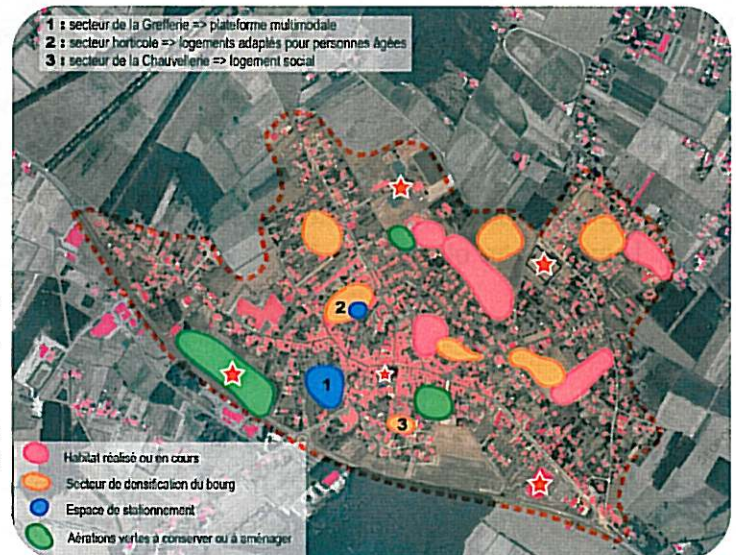 1 : secteur de la Grefferie => plateforme multimodale
2 : secteur horticole => logements adaptés pour personnes âgées
3 : secteur de la Chauvellerie => logement social
2
1
3
Habitat réalisé ou en cours
Secteur de densification du bourg
Espace de stationnement
Aérations vertes à conserver ou à aménager